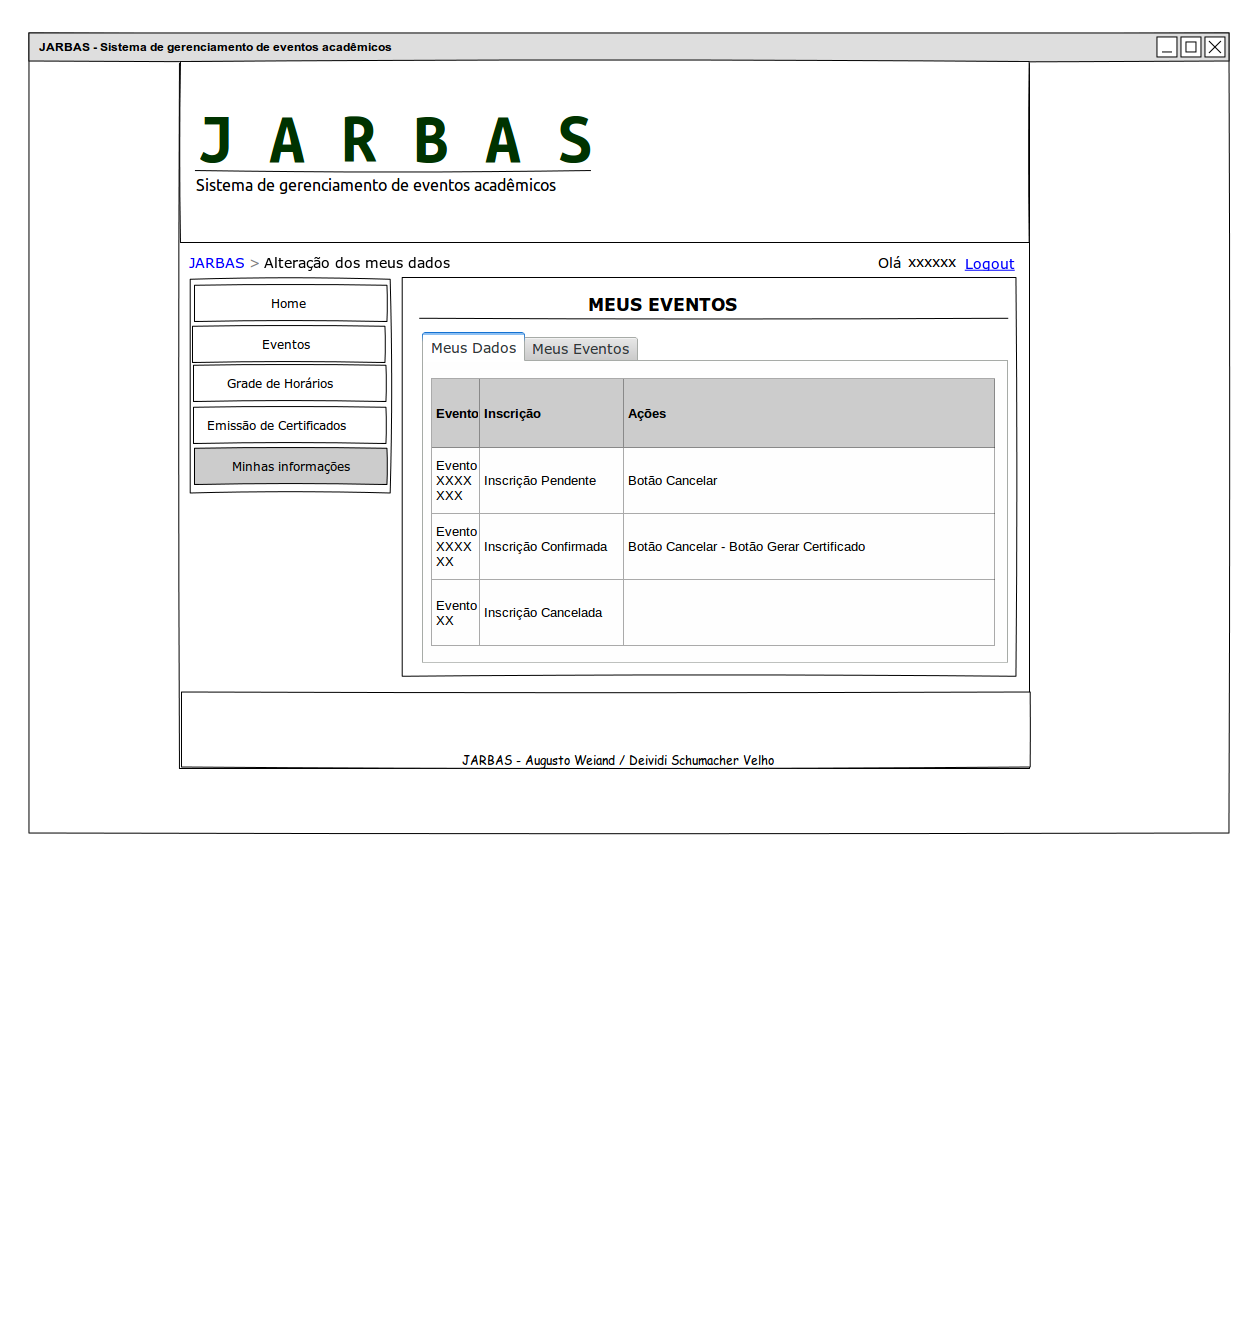 JARBAS - Sistema de gerenciamento de eventos acadêmicos
J A R B A S
Sistema de gerenciamento de eventos acadêmicos
JARBAS > Alteração dos meus dados
Olá xxxxxx Logout
Home
Eventos
Grade de Horários
Emissão de Certificados
Minhas informações
MEUS EVENTOS
Meus Dados Meus Eventos
Evento Inscrição Ações
Evento
XXXX
XXX
Inscrição Pendente
Botão Cancelar
Evento
XXXX
XX
Inscrição Confirmada
Botão Cancelar - Botão Gerar Certificado
Evento
XX
Inscrição Cancelada
JARBAS - Augusto Weiand / Deividi Schumacher Velho